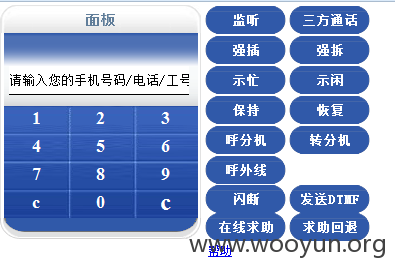 面板
请输入您的手机号码/电话/工号
1 2 3
4 5 6
7 8 9
c 0 c
监听 三方通话
强插 强拆
示忙 示闲
保持 恢复
呼分机 转分机
呼外线
闪断 发送DTMF
在线求助 求助回退
帮助
www.wooyun.org